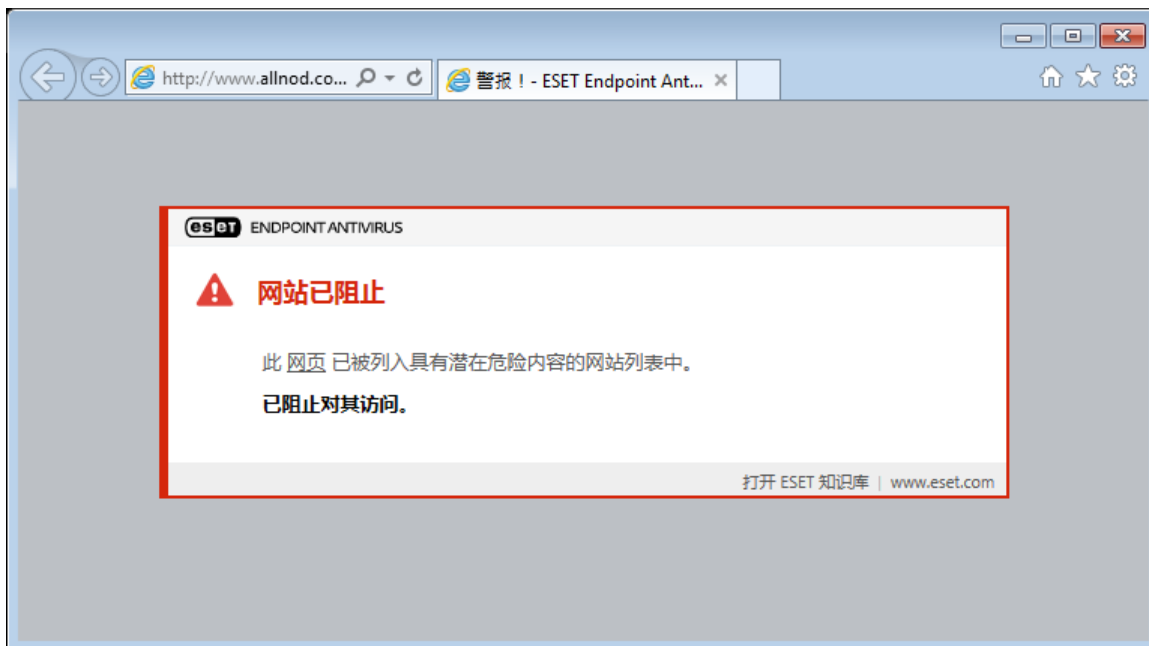 http://www.allnod.co...
警报！- ESET Endpoint Ant...
eseT ENDPOINT ANTIVIRUS
网站已阻止
此 网页 已被列入具有潜在危险内容的网站列表中。
已阻止对其访问。
打开 ESET 知识库 | www.eset.com